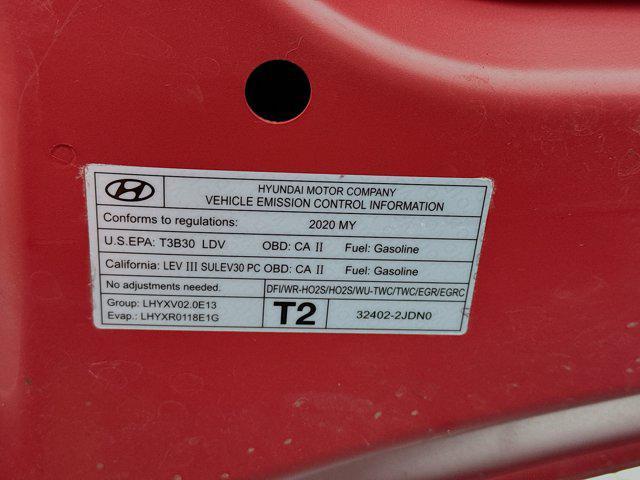 HYUNDAI MOTOR COMPANY
VEHICLE EMISSION CONTROL INFORMATION
Conforms to regulations: 2020 MY
U.S.EPA: T3B30 LDV OBD: CA II Fuel: Gasoline
California: LEV III SULEV30 PC OBD: CA II Fuel: Gasoline
No adjustments needed. DFI/WR-HO2S/HO2S/WU-TWC/TWC/EGR/EGRC
Group: LHYXV02.0E13
Evap.: LHYXR0118E1G
T2 32402-2JDN0